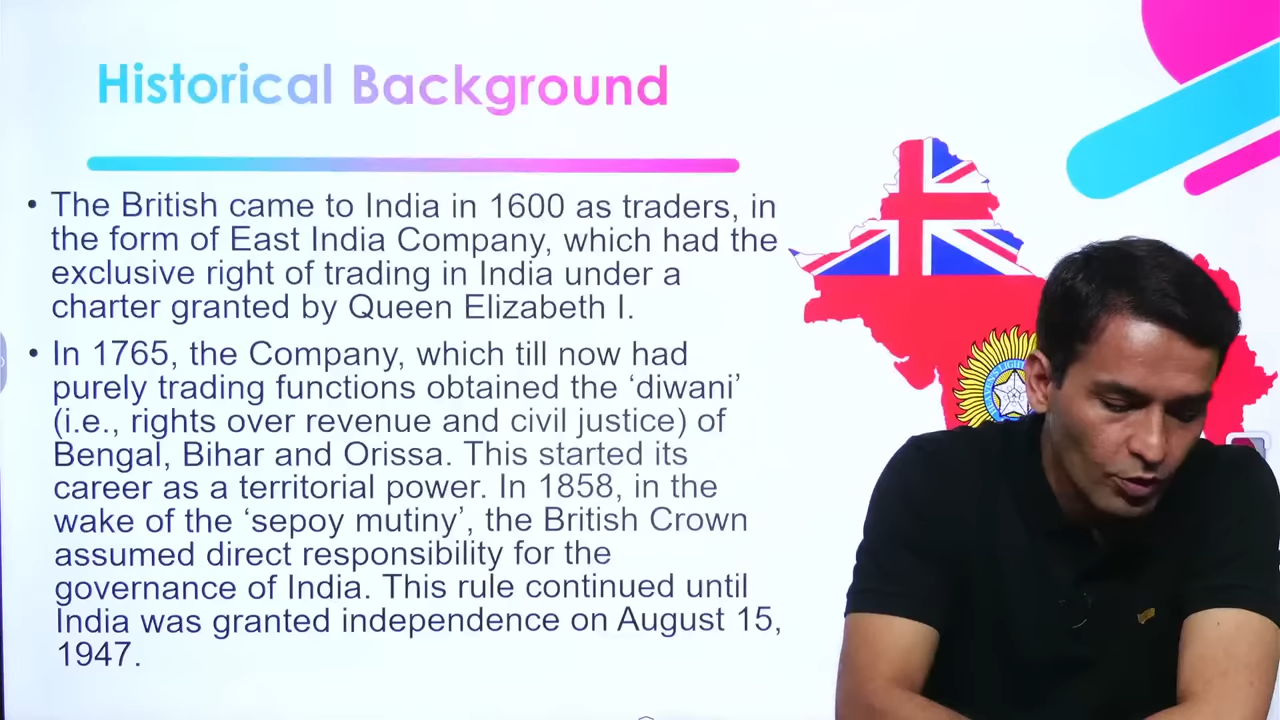 Historical Background
• The British came to India in 1600 as traders, in
the form of East India Company, which had the
exclusive right of trading in India under a
charter granted by Queen Elizabeth I.
• In 1765, the Company, which till now had
purely trading functions obtained the ‘diwani’
(i.e., rights over revenue and civil justice) of
Bengal, Bihar and Orissa. This started its
career as a territorial power. In 1858, in the
wake of the ‘sepoy mutiny’, the British Crown
assumed direct responsibility for the
governance of India. This rule continued until
India was granted independence on August 15,
1947.